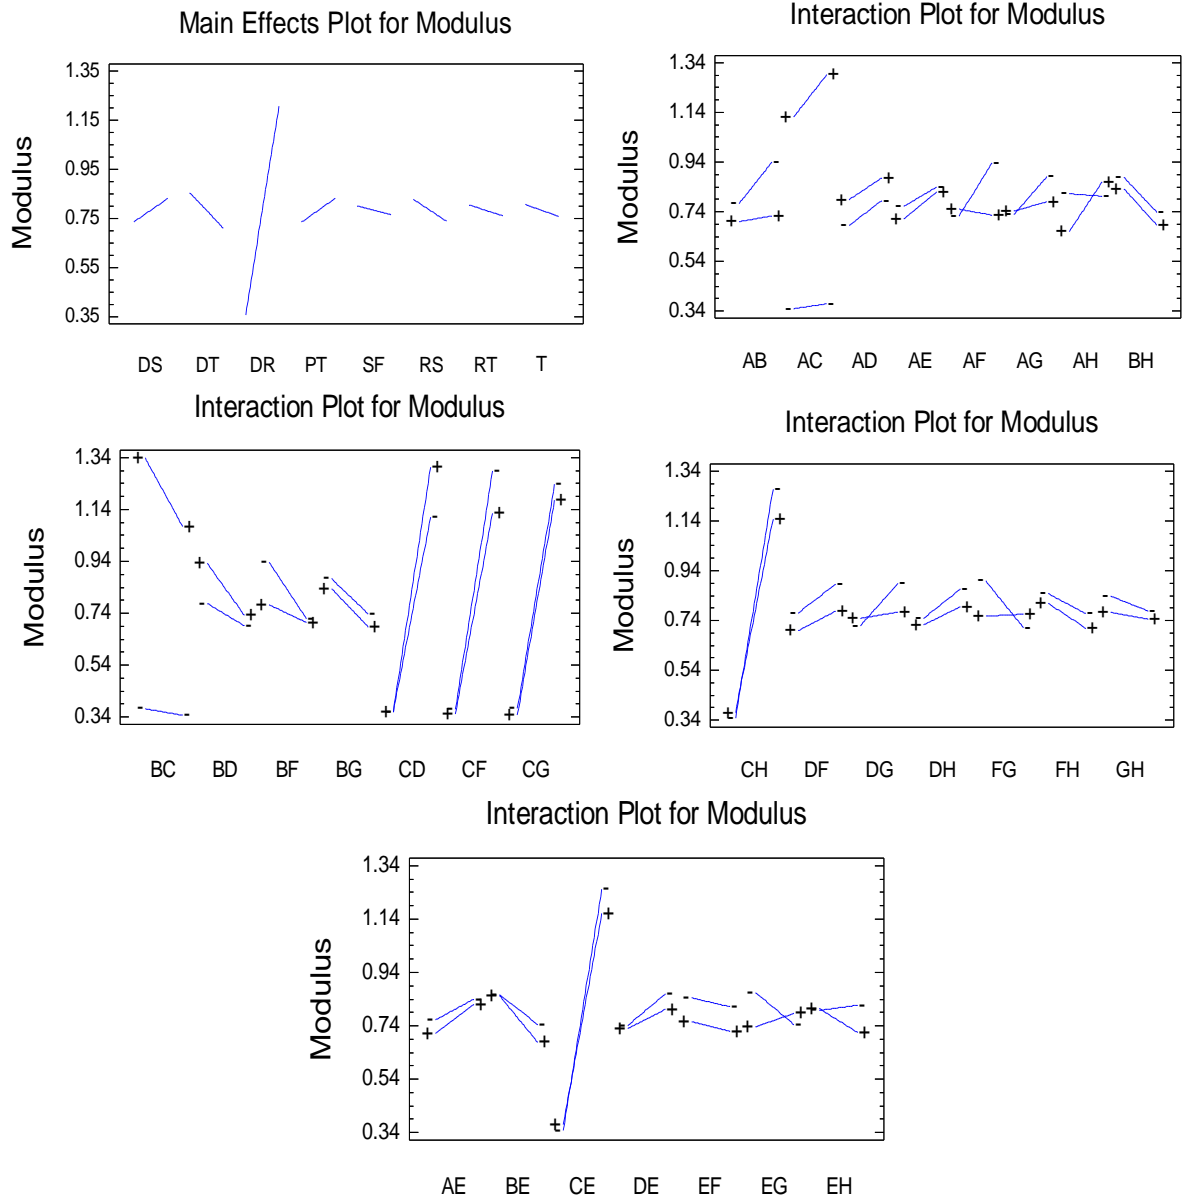 Main Effects Plot for Modulus
Modulus
1.35
1.15
0.95
0.75
0.55
0.35
DS DT DR PT SF RS RT T
Interaction Plot for Modulus
Modulus
1.34
1.14
0.94
0.74
0.54
0.34
AB AC AD AE AF AG AH BH
Interaction Plot for Modulus
Modulus
1.34
1.14
0.94
0.74
0.54
0.34
BC BD BF BG CD CF CG
Interaction Plot for Modulus
Modulus
1.34
1.14
0.94
0.74
0.54
0.34
CH DF DG DH FG FH GH
Interaction Plot for Modulus
Modulus
1.34
1.14
0.94
0.74
0.54
0.34
AE BE CE DE EF EG EH